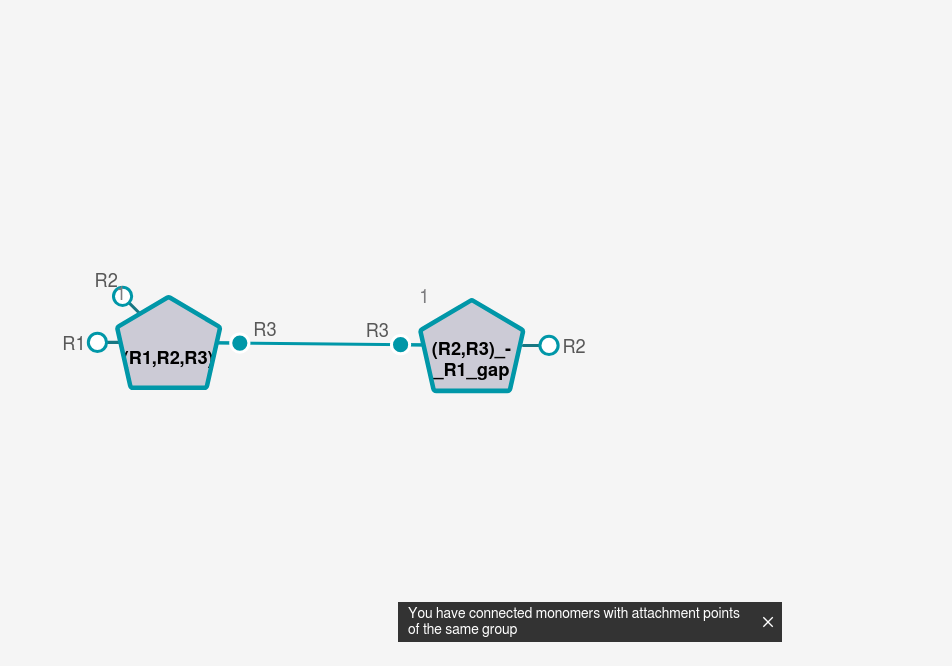 R2
1
1
R3
R3
R1
R2
(R1,R2,R3)
(R2,R3)_-
_R1_gap
You have connected monomers with attachment points
of the same group